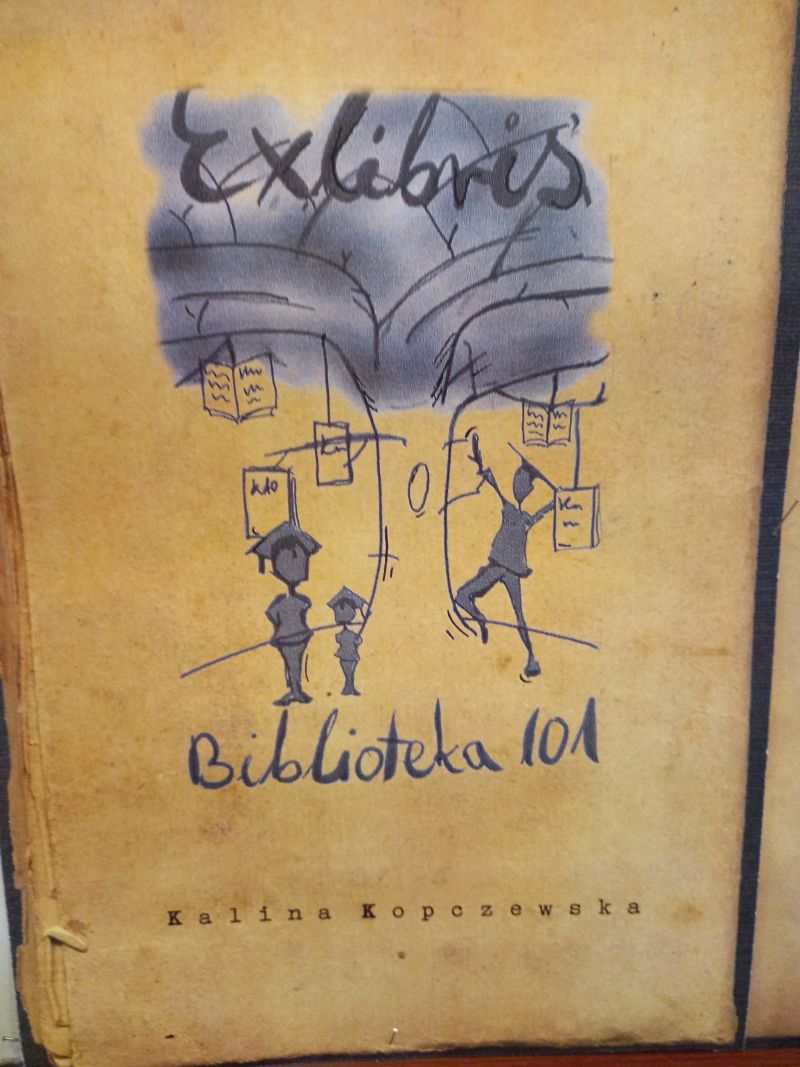 Exlibris
Biblioteka 101
Kalina Kopczewska